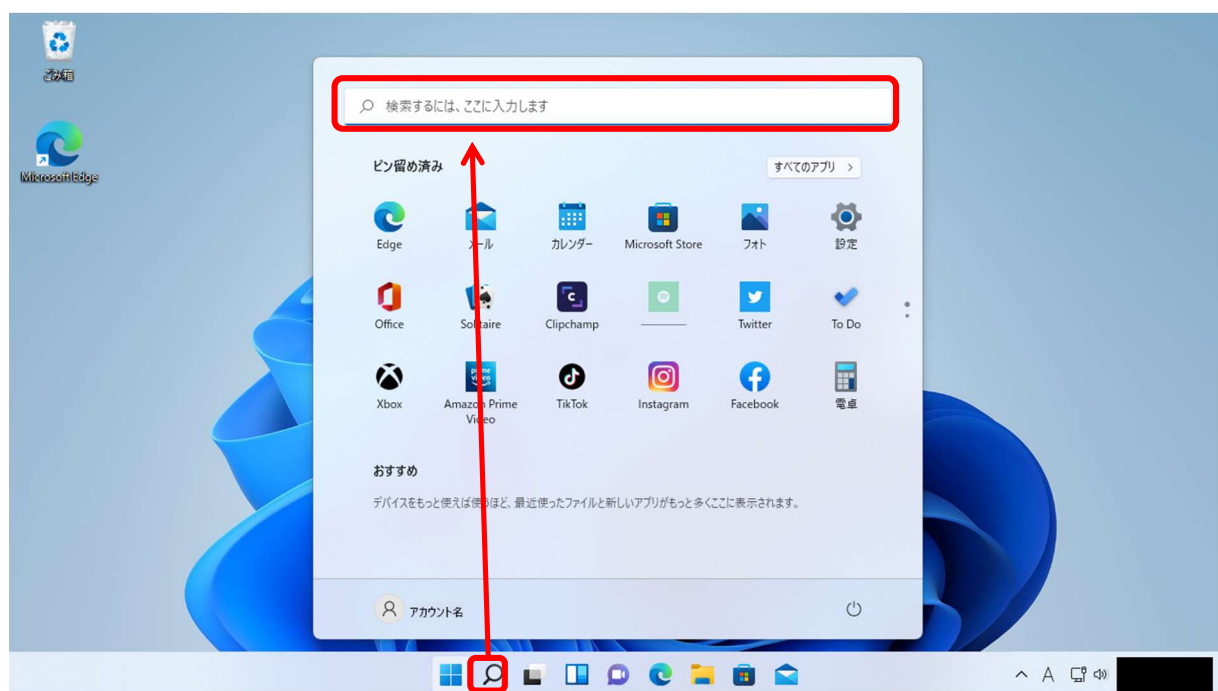 ごみ箱
Microsoft Edge
検索するには、ここに入力します
ピン留め済み
すべてのアプリ >
Edge
メール
カレンダー
Microsoft Store
フォト
設定
Office
Solitaire
Clipchamp
Twitter
To Do
Xbox
Amazon Prime
Video
TikTok
Instagram
Facebook
電卓
おすすめ
デバイスをもっと使えば使うほど、最近使ったファイルと新しいアプリがもっと多くここに表示されます。
アカウント名
A